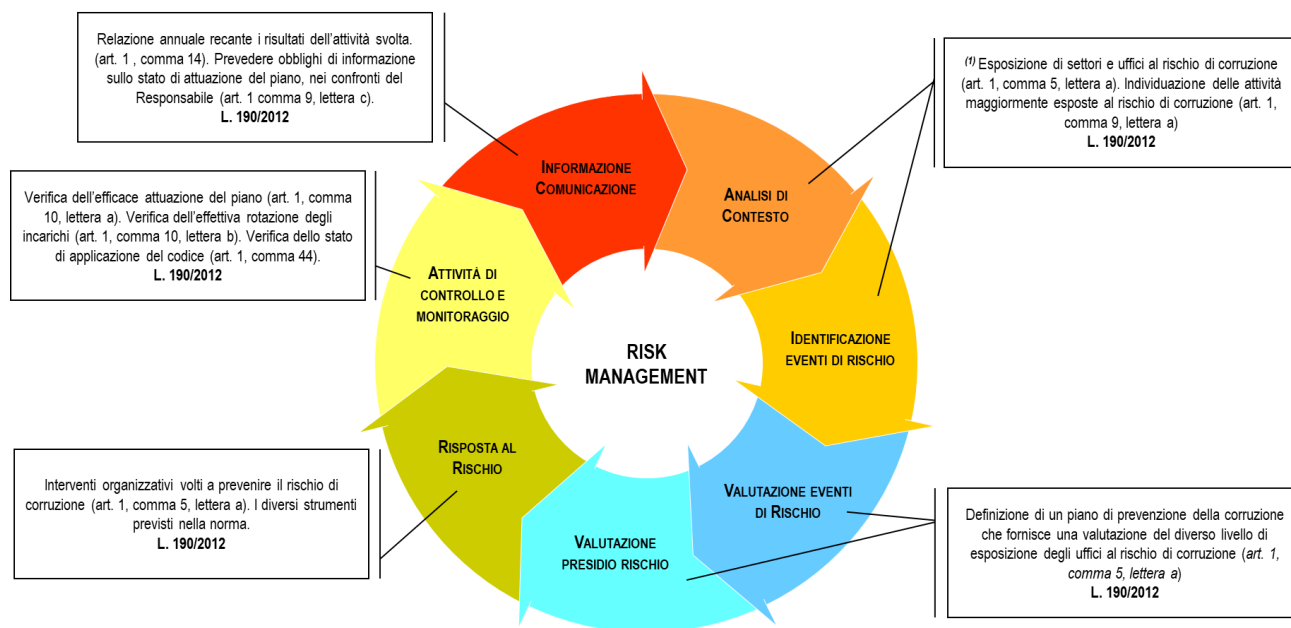 Relazione annuale recante i risultati dell'attività svolta.
(art. 1 , comma 14). Prevedere obblighi di informazione
sullo stato di attuazione del piano, nei confronti del
Responsabile (art. 1 comma 9, lettera c).
L. 190/2012
(1) Esposizione di settori e uffici al rischio di corruzione
(art. 1, comma 5, lettera a). Individuazione delle attività
maggiormente esposte al rischio di corruzione (art. 1,
comma 9, lettera a)
L. 190/2012
Verifica dell'efficace attuazione del piano (art. 1, comma
10, lettera a). Verifica dell'effettiva rotazione degli
incarichi (art. 1, comma 10, lettera b). Verifica dello stato
di applicazione del codice (art. 1, comma 44).
L. 190/2012
INFORMAZIONE
COMUNICAZIONE
ANALISI DI
CONTESTO
ATTIVITÀ DI
CONTROLLO E
MONITORAGGIO
RISK
MANAGEMENT
IDENTIFICAZIONE
EVENTI DI RISCHIO
RISPOSTA AL
RISCHIO
VALUTAZIONE EVENTI
DI RISCHIO
VALUTAZIONE
PRESIDIO RISCHIO
Interventi organizzativi volti a prevenire il rischio di
corruzione (art. 1, comma 5, lettera a). I diversi strumenti
previsti nella norma.
L. 190/2012
Definizione di un piano di prevenzione della corruzione
che fornisce una valutazione del diverso livello di
esposizione degli uffici al rischio di corruzione (art. 1,
comma 5, lettera a)
L. 190/2012